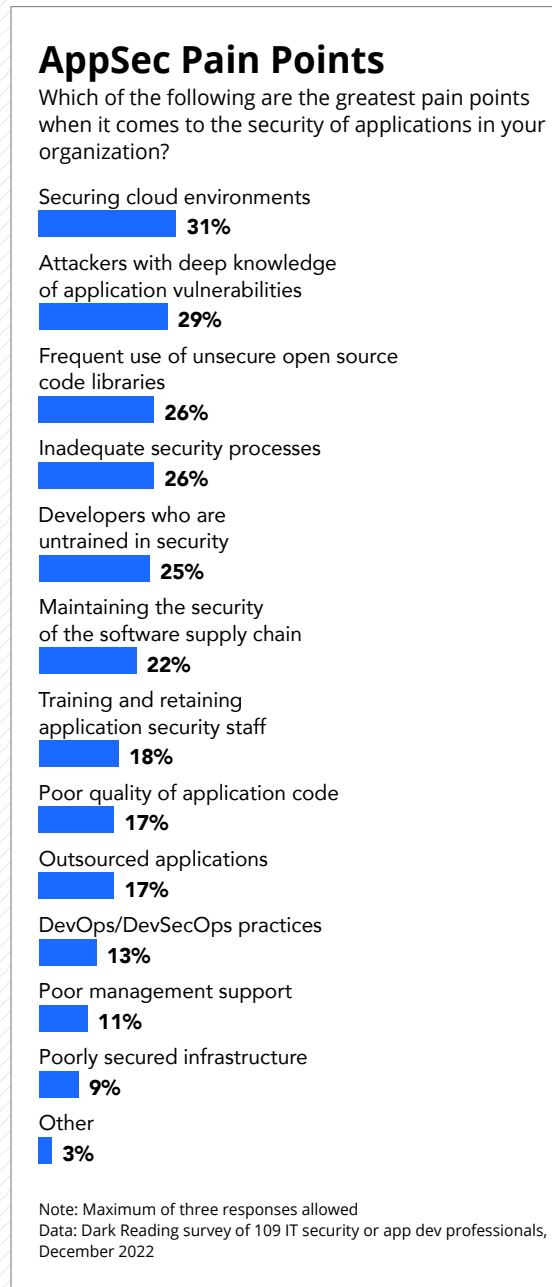 AppSec Pain Points
Which of the following are the greatest pain points
when it comes to the security of applications in your
organization?
Securing cloud environments
31%
Attackers with deep knowledge
of application vulnerabilities
29%
Frequent use of unsecure open source
code libraries
26%
Inadequate security processes
26%
Developers who are
untrained in security
25%
Maintaining the security
of the software supply chain
22%
Training and retaining
application security staff
18%
Poor quality of application code
17%
Outsourced applications
17%
DevOps/DevSecOps practices
13%
Poor management support
11%
Poorly secured infrastructure
9%
Other
3%
Note: Maximum of three responses allowed
Data: Dark Reading survey of 109 IT security or app dev professionals,
December 2022